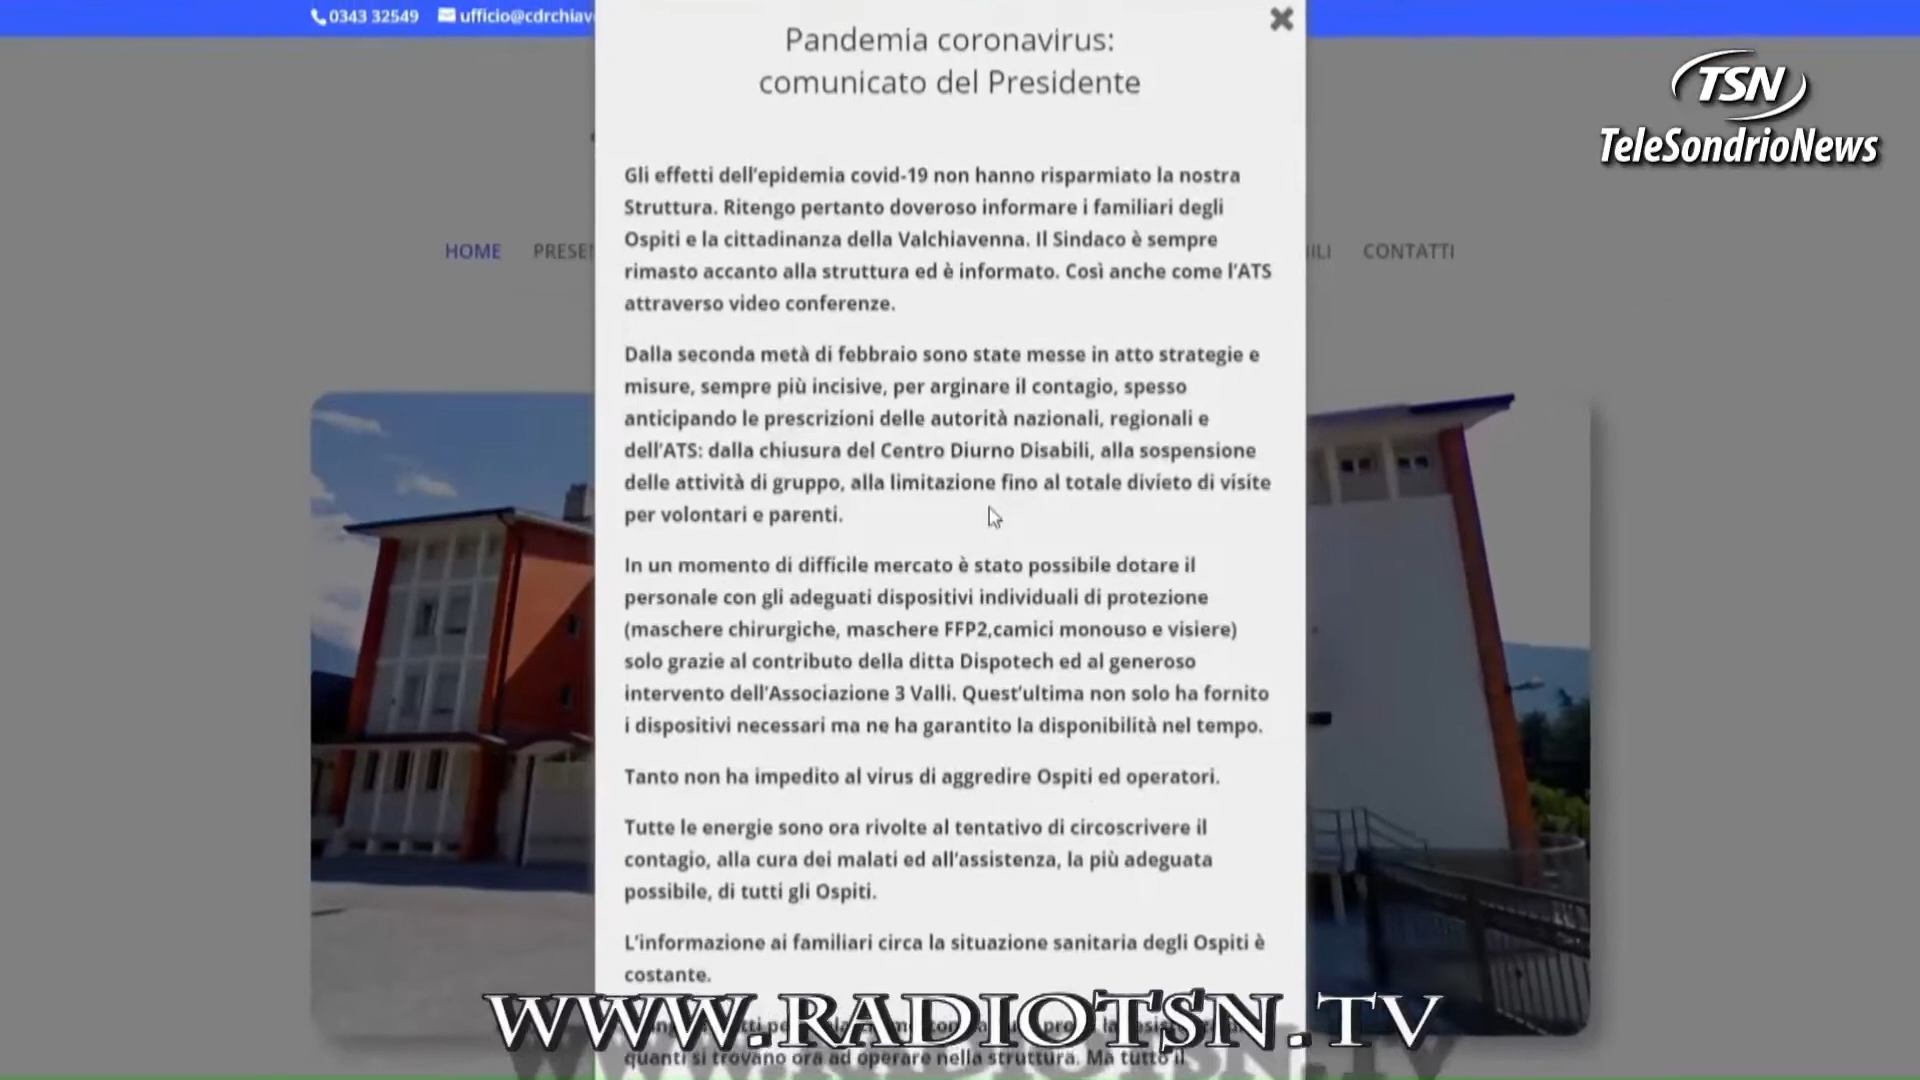 0343 32549
ufficio@cdrchiav
Pandemia coronavirus:
comunicato del Presidente
TSN
TeleSondrioNews
HOME
CONTATTI
Gli effetti dell'epidemia covid-19 non hanno risparmiato la nostra
Struttura. Ritengo pertanto doveroso informare i familiari degli
Ospiti e la cittadinanza della Valchiavenna. Il Sindaco è sempre
rimasto accanto alla struttura ed è informato. Così anche come l'ATS
attraverso video conferenze.
Dalla seconda metà di febbraio sono state messe in atto strategie e
misure, sempre più incisive, per arginare il contagio, spesso
anticipando le prescrizioni delle autorità nazionali, regionali e
dell'ATS: dalla chiusura del Centro Diurno Disabili, alla sospensione
delle attività di gruppo, alla limitazione fino al totale divieto di visite
per volontari e parenti.
In un momento di difficile mercato è stato possibile dotare il
personale con gli adeguati dispositivi individuali di protezione
(maschere chirurgiche, maschere FFP2,camici monouso e visiere)
solo grazie al contributo della ditta Dispotech ed al generoso
intervento dell'Associazione 3 Valli. Quest'ultima non solo ha fornito
i dispositivi necessari ma ne ha garantito la disponibilità nel tempo.
Tanto non ha impedito al virus di aggredire Ospiti ed operatori.
Tutte le energie sono ora rivolte al tentativo di circoscrivere il
contagio, alla cura dei malati ed all'assistenza, la più adeguata
possibile, di tutti gli Ospiti.
L'informazione ai familiari circa la situazione sanitaria degli Ospiti è
costante.
WWW.RADIOTSN.TV
quanti si trovano ora ad operare nella struttura. Ma tutto il